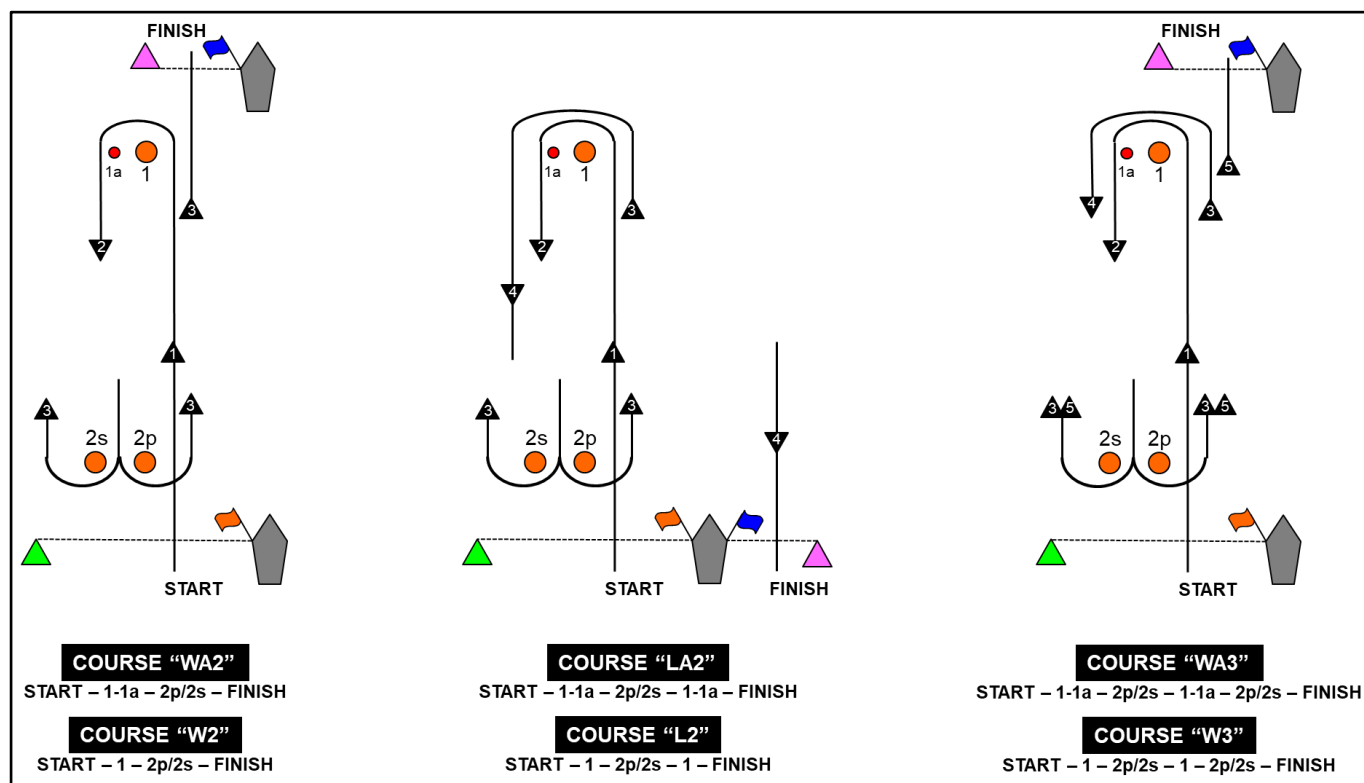 FINISH
1a
1
3
2
1
3
3
2s
2p
START
COURSE “WA2”
START – 1-1a – 2p/2s – FINISH
COURSE “W2”
START – 1 – 2p/2s – FINISH
1a
1
3
2
4
1
3
3
4
2s
2p
START
FINISH
COURSE “LA2”
START – 1-1a – 2p/2s – 1-1a – FINISH
COURSE “L2”
START – 1 – 2p/2s – 1 – FINISH
FINISH
1a
1
5
4
3
2
1
3 5
3 5
2s
2p
START
COURSE “WA3”
START – 1-1a – 2p/2s – 1-1a – 2p/2s – FINISH
COURSE “W3”
START – 1 – 2p/2s – 1 – 2p/2s – FINISH